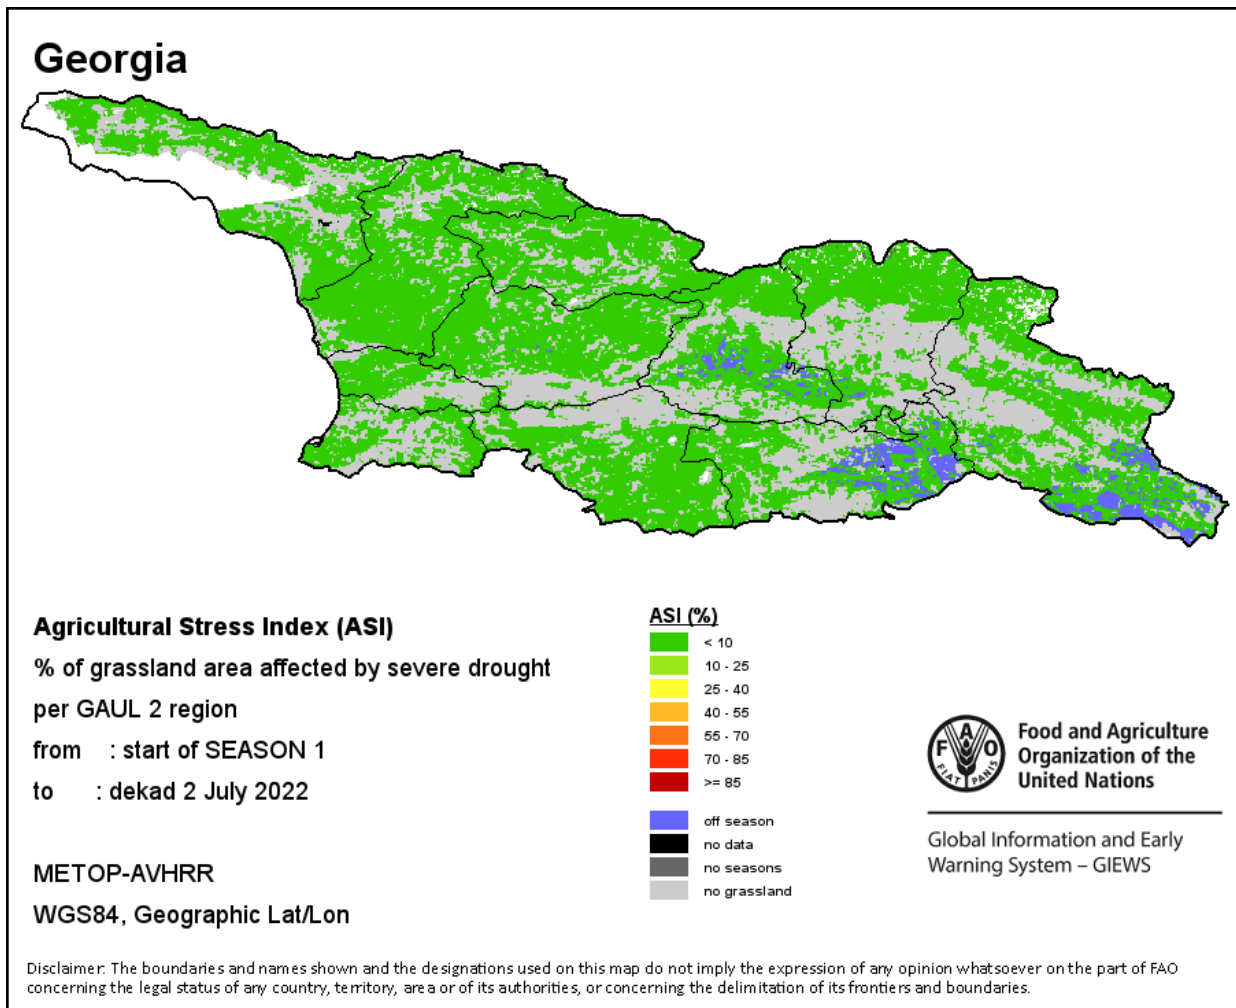 Georgia
Agricultural Stress Index (ASI)
% of grassland area affected by severe drought
per GAUL 2 region
from : start of SEASON 1
to : dekad 2 July 2022
METOP-AVHRR
WGS84, Geographic Lat/Lon
ASI (%)
< 10
10 - 25
25 - 40
40 - 55
55 - 70
70 - 85
>= 85
off season
no data
no seasons
no grassland
F A O
FIAT PANIS
Food and Agriculture
Organization of the
United Nations
Global Information and Early
Warning System – GIEWS
Disclaimer: The boundaries and names shown and the designations used on this map do not imply the expression of any opinion whatsoever on the part of FAO
concerning the legal status of any country, territory, area or of its authorities, or concerning the delimitation of its frontiers and boundaries.